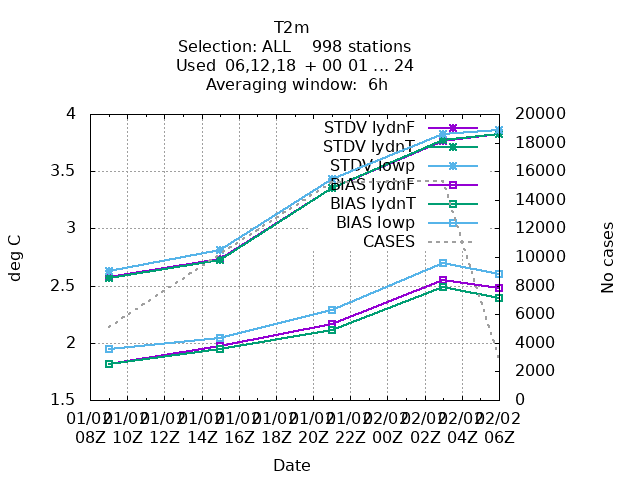 T2m
Selection: ALL 998 stations
Used 06,12,18 + 00 01 ... 24
Averaging window: 6h
4
3.5
3
2.5
2
1.5
deg C
20000
18000
16000
14000
12000
10000
8000
6000
4000
2000
0
No cases
STDV lydnF
STDV lydnT
STDV lowp
BIAS lydnF
BIAS lydnT
BIAS lowp
CASES
01/02 01/02 01/02 01/02 01/02 01/02 01/02 01/02 02/02 02/02 02/02 02/02
08Z 10Z 12Z 14Z 16Z 18Z 20Z 22Z 00Z 02Z 04Z 06Z
Date